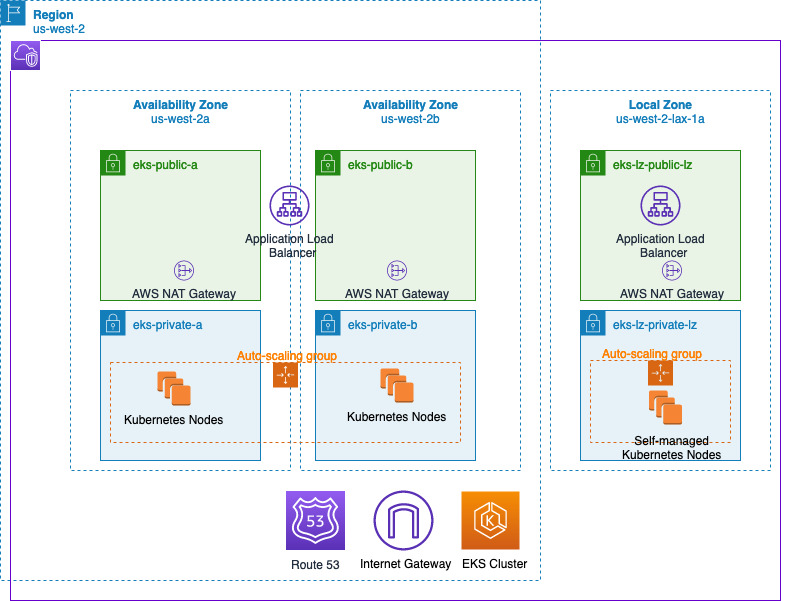 Region
us-west-2
Availability Zone
us-west-2a
Availability Zone
us-west-2b
Local Zone
us-west-2-lax-1a
eks-public-a
eks-public-b
eks-lz-public-lz
Application Load
Balancer
Application Load
Balancer
AWS NAT Gateway
AWS NAT Gateway
AWS NAT Gateway
eks-private-a
eks-private-b
eks-lz-private-lz
Auto-scaling group
Auto-scaling group
Kubernetes Nodes
Kubernetes Nodes
Self-managed
Kubernetes Nodes
53
K
Route 53
Internet Gateway
EKS Cluster